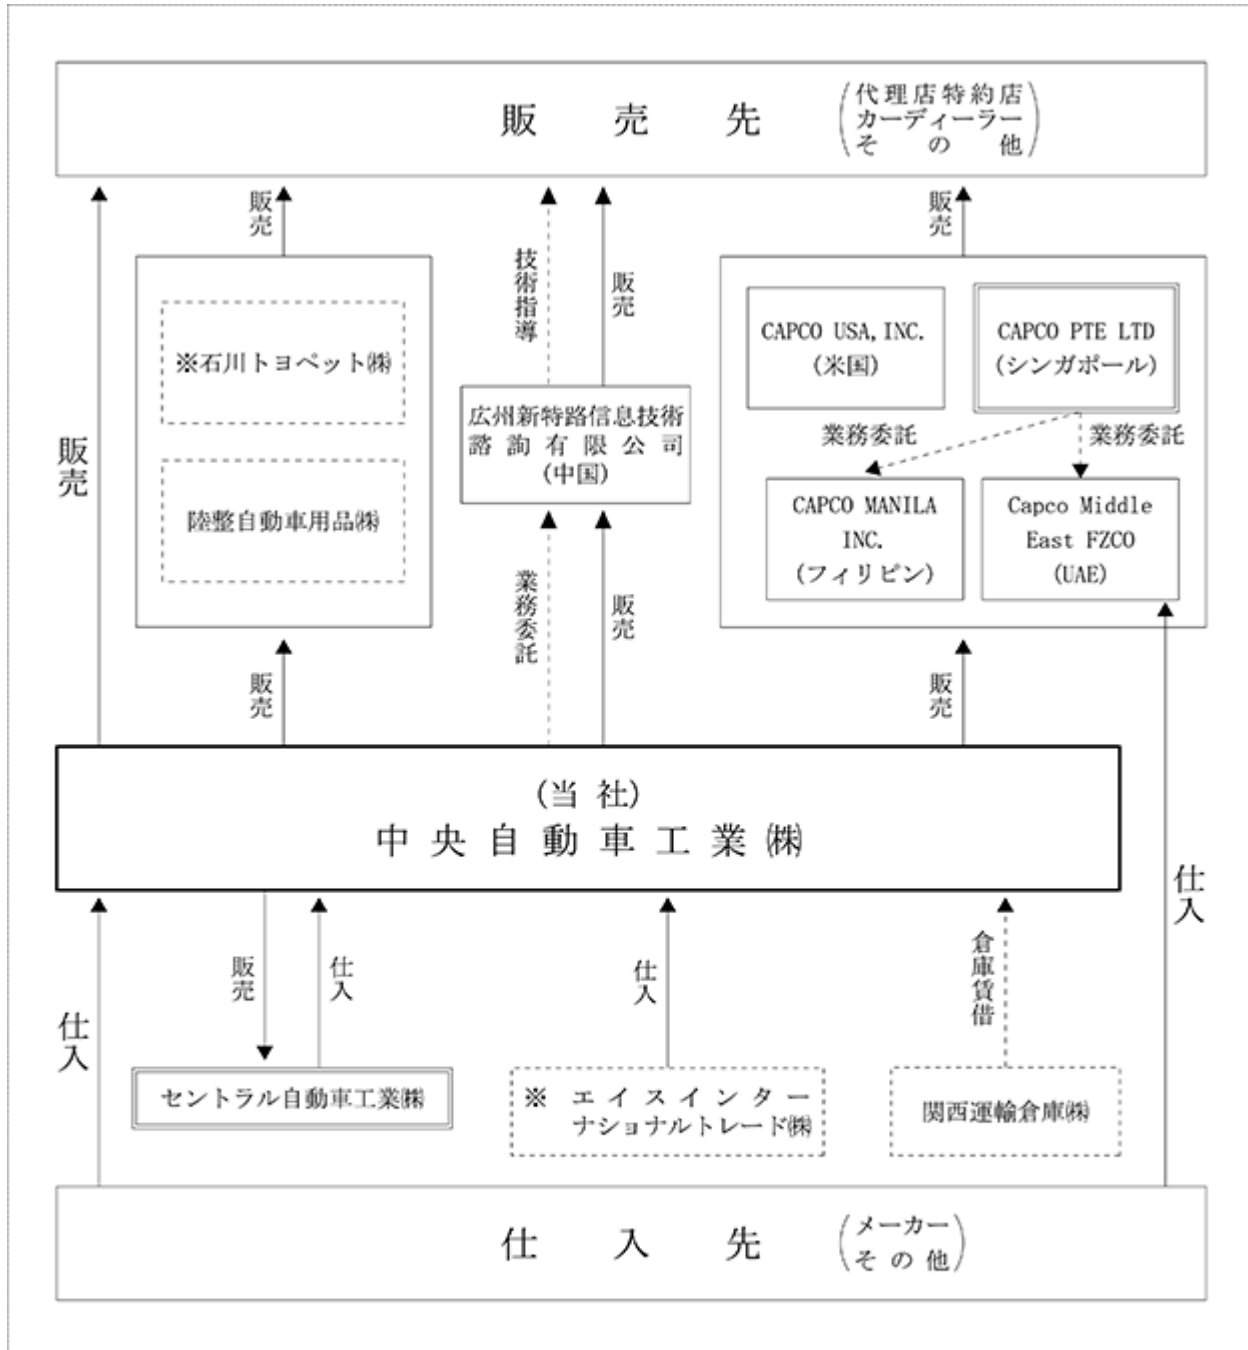 販売先
(代理店特約店
カーディーラー
その他)
販売
販売
技術指導
販売
販売
販売
※石川トヨペット㈱
陸整自動車用品㈱
広州新特路信息技術
諮詢有限公司
(中国)
CAPCO USA, INC.
(米国)
CAPCO PTE LTD
(シンガポール)
業務委託
業務委託
CAPCO MANILA
INC.
(フィリピン)
Capco Middle
East FZCO
(UAE)
販売
業務委託
販売
販売
(当社)
中央自動車工業㈱
仕入
仕入
販売
仕入
仕入
倉庫賃借
セントラル自動車工業㈱
※エイスインター
ナショナルトレード㈱
関西運輸倉庫㈱
仕入先
(メーカー
その他)